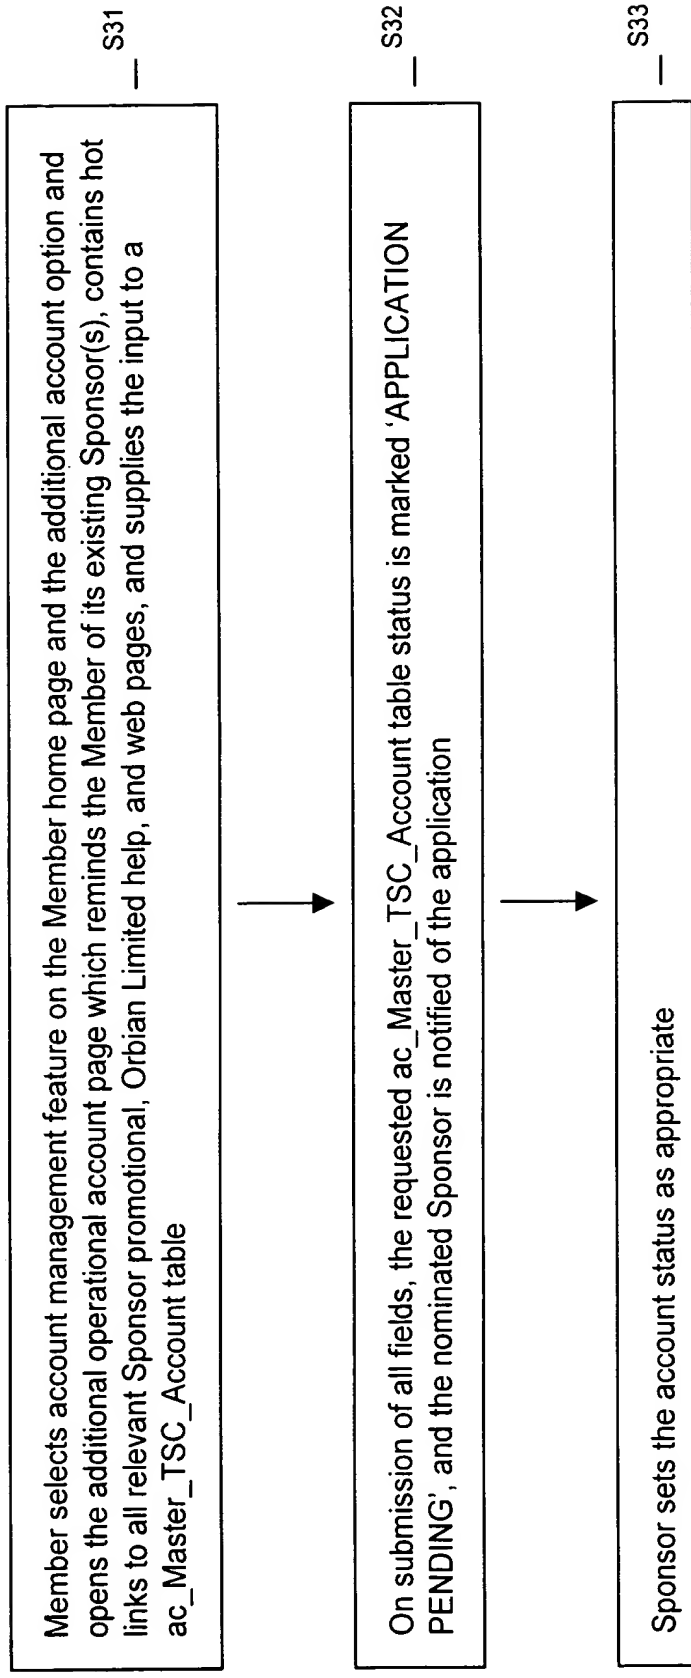 Member selects account management feature on the Member home page and the additional account option and
opens the additional operational account page which reminds the Member of its existing Sponsor(s), contains hot
links to all relevant Sponsor promotional, Orbian Limited help, and web pages, and supplies the input to a
ac_Master_TSC_Account table
S31
On submission of all fields, the requested ac_Master_TSC_Account table status is marked ‘APPLICATION
PENDING’, and the nominated Sponsor is notified of the application
S32
Sponsor sets the account status as appropriate
S33